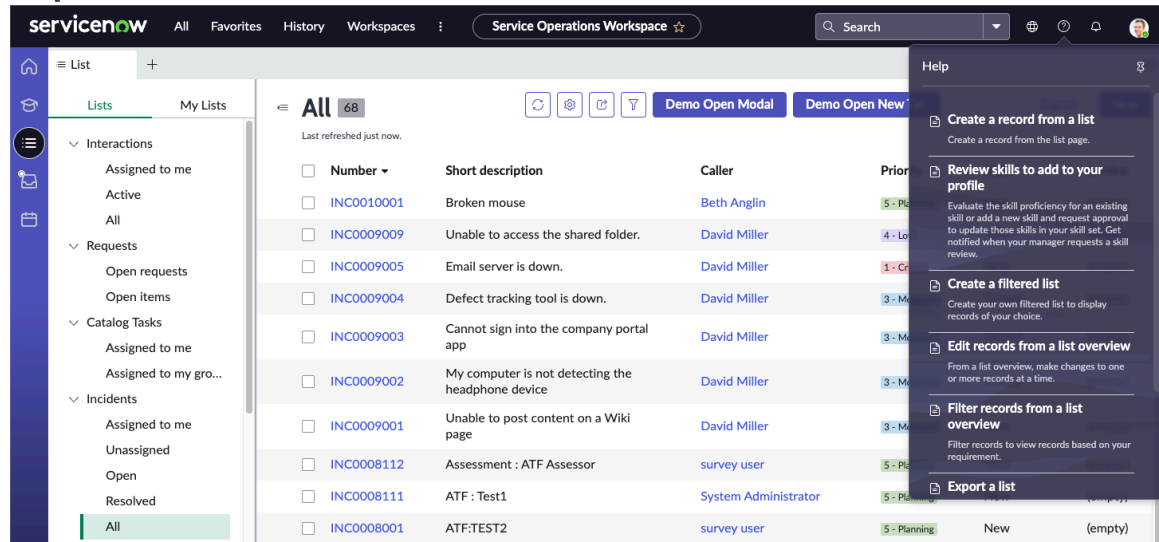 servicenow All Favorites History Workspaces Service Operations Workspace Search
List
Lists My Lists
Interactions
Assigned to me
Active
All
Requests
Open requests
Open items
Catalog Tasks
Assigned to me
Assigned to my gro...
Incidents
Assigned to me
Unassigned
Open
Resolved
All
All 68
Last refreshed just now.
Demo Open Modal Demo Open New
Number Short description Caller
INC0010001 Broken mouse Beth Anglin
INC0009009 Unable to access the shared folder. David Miller
INC0009005 Email server is down. David Miller
INC0009004 Defect tracking tool is down. David Miller
INC0009003 Cannot sign into the company portal
app David Miller
INC0009002 My computer is not detecting the
headphone device David Miller
INC0009001 Unable to post content on a Wiki
page David Miller
INC0008112 Assessment : ATF Assessor survey user
INC0008111 ATF : Test1 System Administrator
INC0008001 ATF:TEST2 survey user 5 - Planning New (empty)
Help
Create a record from a list
Create a record from the list page.
Review skills to add to your
profile
Evaluate the skill proficiency for an existing
skill or add a new skill and request approval
to update those skills in your skill set. Get
notified when your manager requests a skill
review.
Create a filtered list
Create your own filtered list to display
records of your choice.
Edit records from a list overview
From a list overview, make changes to one
or more records at a time.
Filter records from a list
overview
Filter records to view records based on your
requirement.
Export a list